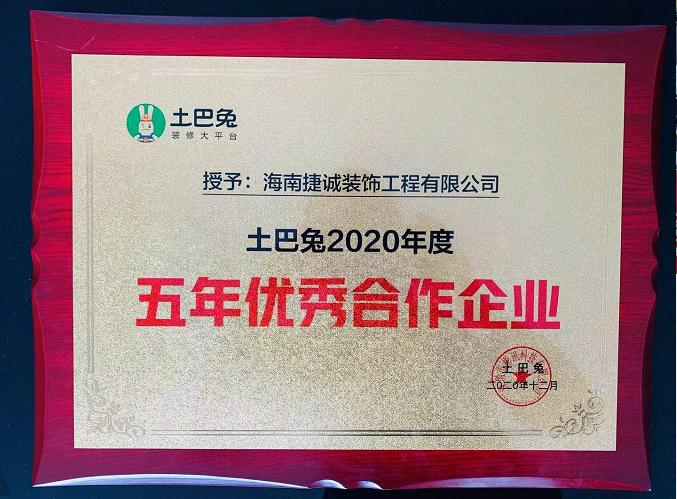 土巴兔
装修大平台
授予：海南捷诚装饰工程有限公司
土巴兔2020年度
五年优秀合作企业
土巴兔
二〇二〇年十二月